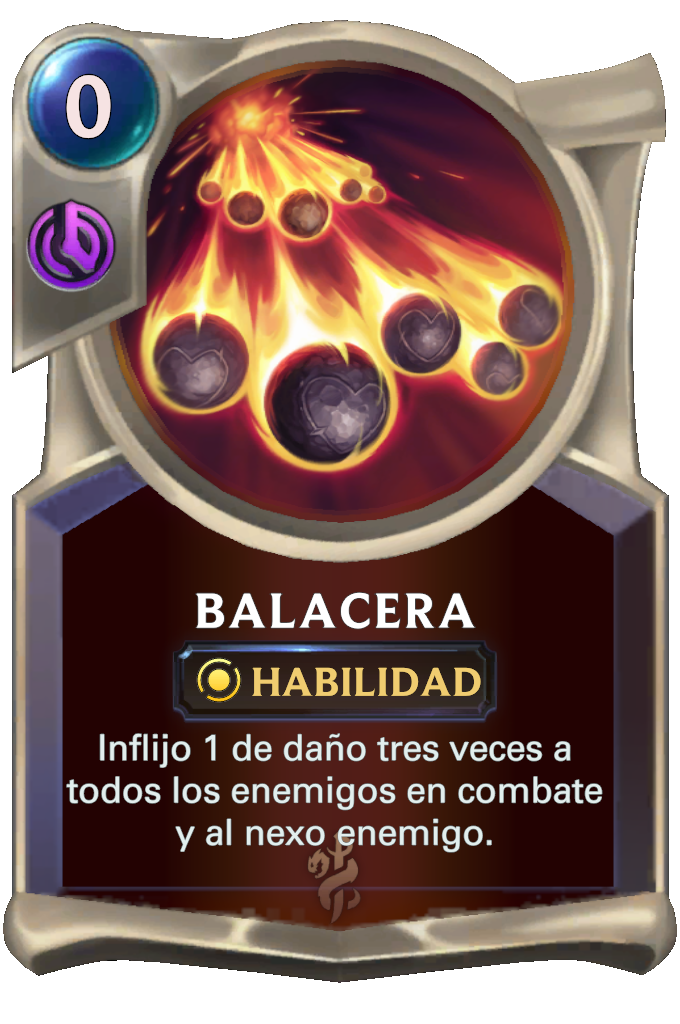 0
BALACERA
HABILIDAD
Inflijo 1 de daño tres veces a
todos los enemigos en combate
y al nexo enemigo.